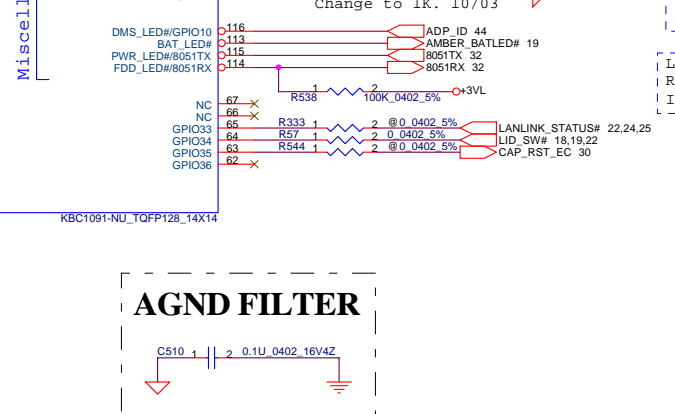 Change to 1K. 10/03
Miscell
DMS_LED#/GPIO10 116 ADP_ID 44
BAT_LED# 113 AMBER_BATLED# 19
PWR_LED#/8051TX 115 8051TX 32
FDD_LED#/8051RX 114 8051RX 32
R538 1 2 100K_0402_5% +3VL
NC 67
NC 66
GPIO33 65 R333 1 2 @0_0402_5% LANLINK_STATUS# 22,24,25
GPIO34 64 R57 1 2 0_0402_5% LID_SW# 18,19,22
GPIO35 63 R544 1 2 @0_0402_5% CAP_RST_EC 30
GPIO36 62
KBC1091-NU_TQFP128_14X14
L
R
I
AGND FILTER
C510 1 2 0.1U_0402_16V4Z